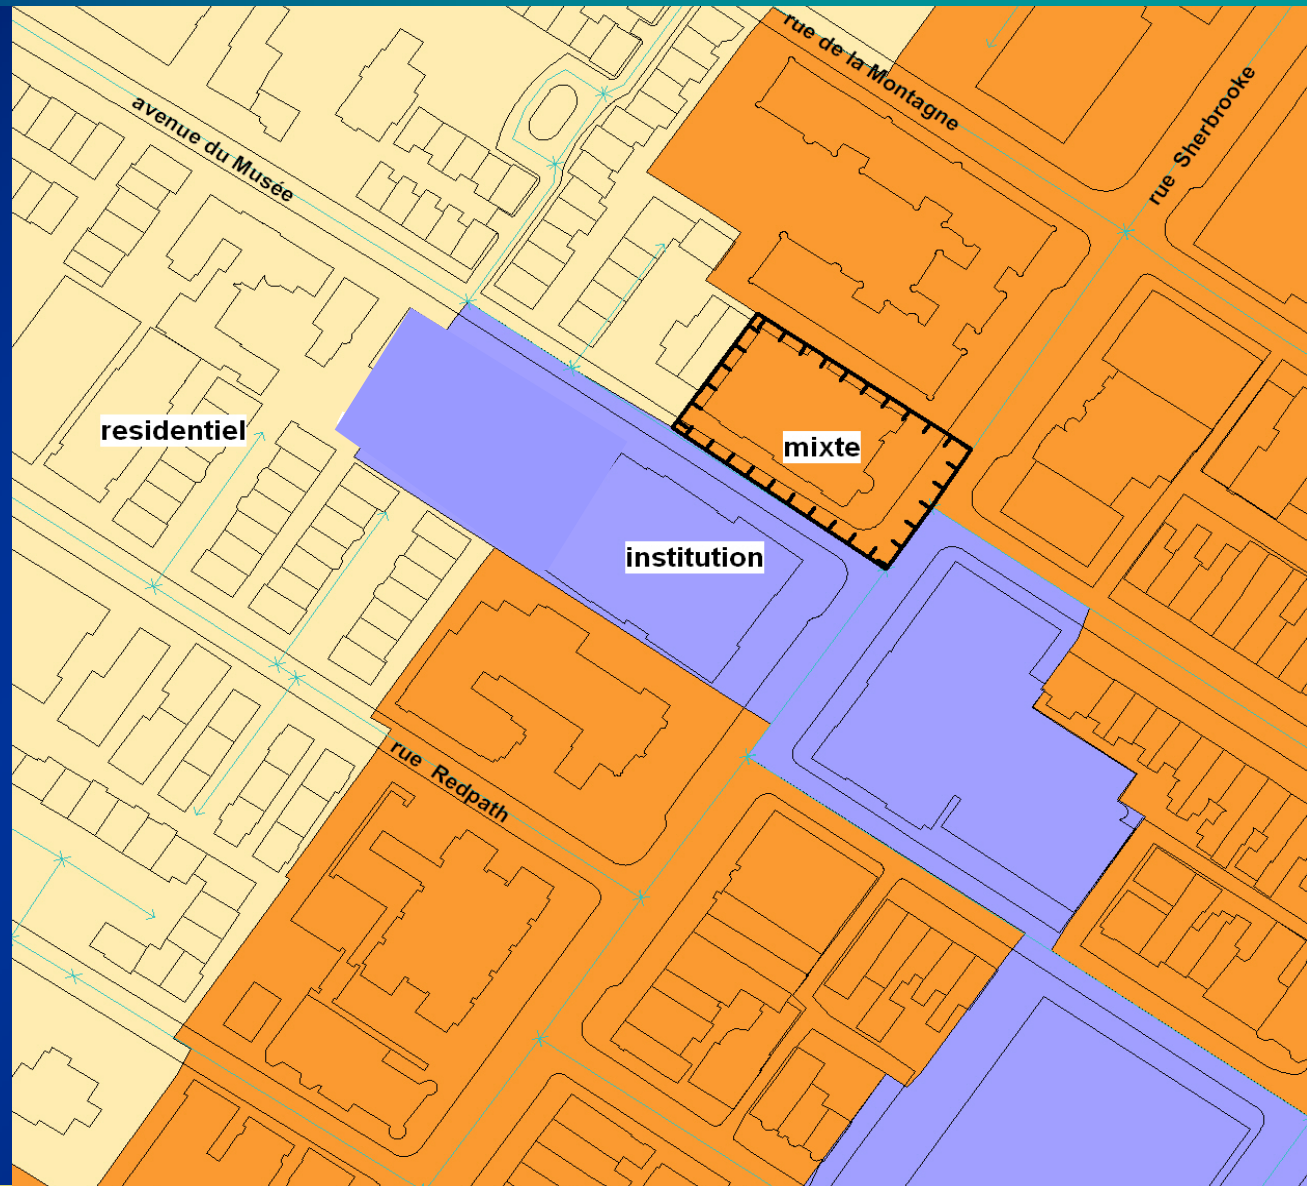 rue de la Montagne
rue Sherbrooke
avenue du Musée
residentiel
mixte
institution
rue Redpath